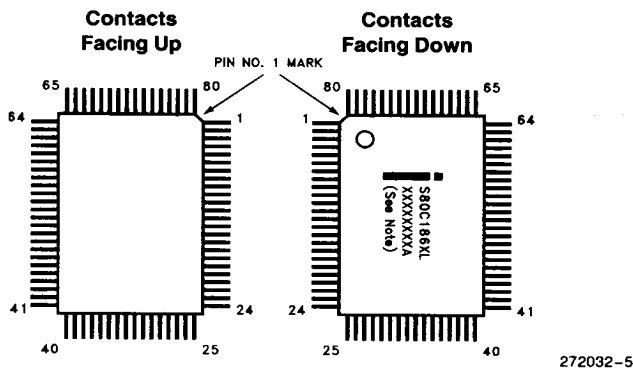 Contacts
Facing Up
Contacts
Facing Down
PIN NO. 1 MARK
65
80
80
65
64
1
1
64
S80C186XL
XXXXXXXXA
(See Note)
41
24
24
41
40
25
25
40
272032-5